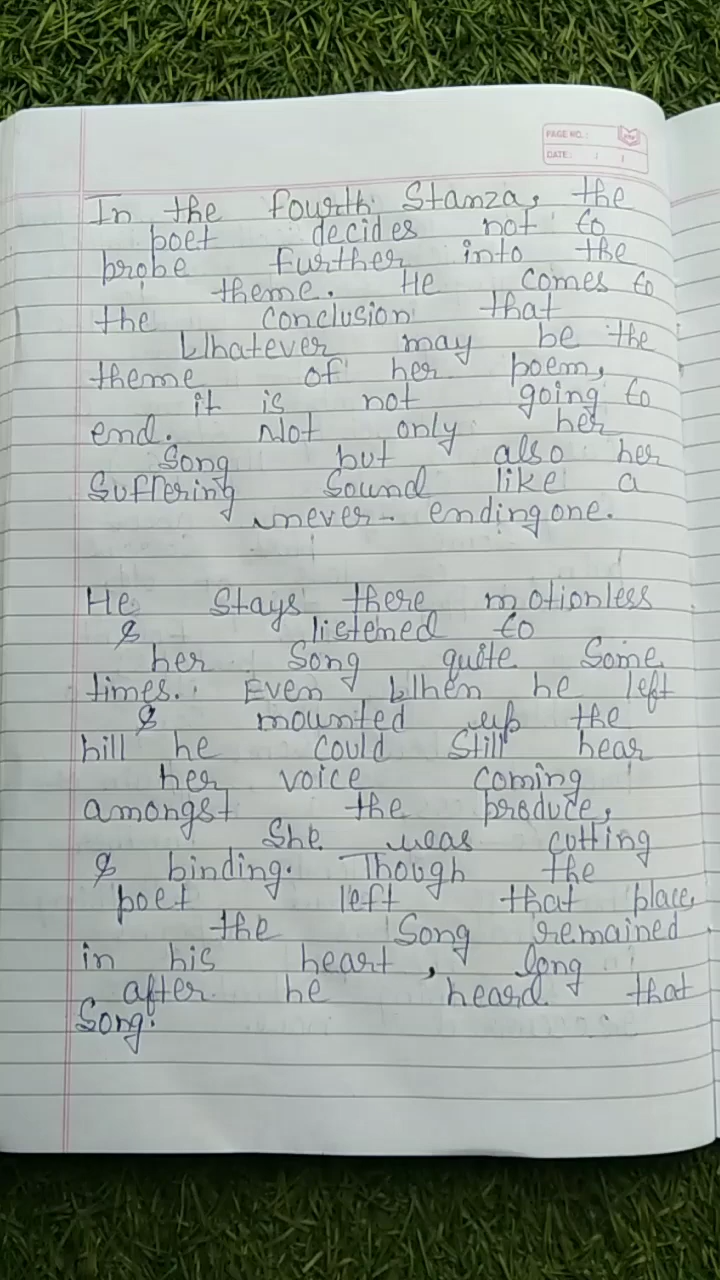 PAGE NO.:
DATE: : :
In the fourth Stanza, the
poet decides not to
probe further into the
theme. He comes to
the conclusion that
Whatever may be the
theme of her poem,
it is not going to
end. Not only her
Song but also her
Suffering Sound like a
never-endingone.
He Stays there motionless
& listened to
her Song quite Some
times. Even When he left
& mounted up the
hill he could still hear
her voice coming
amongst the produce,
She was cutting
& binding. Though the
poet left that place,
the Song remained
in his heart, long
after he heard that
Song.